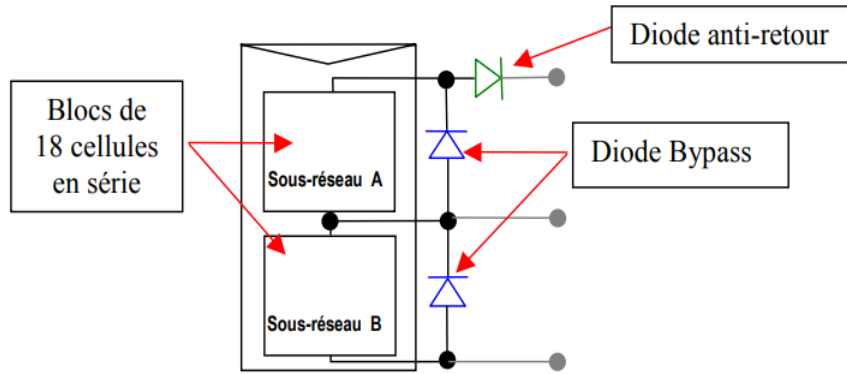 Diode anti-retour
Blocs de
18 cellules
en série
Sous-réseau A
Diode Bypass
Sous-réseau B